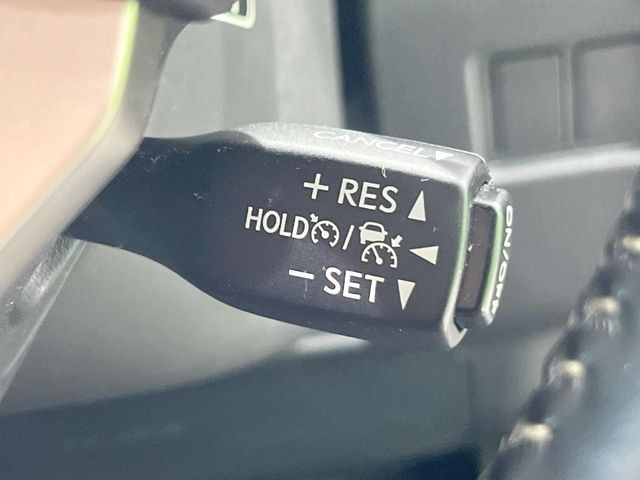 CANCEL▼
+ RES ▲
HOLD / ◀
− SET ▼
ON/OFF